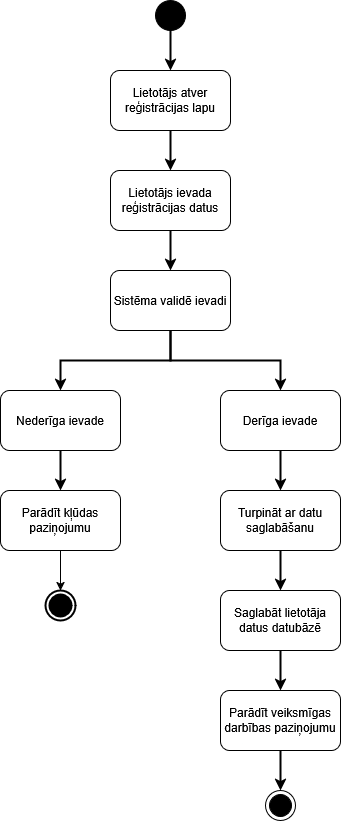 Lietotājs atver
reģistrācijas lapu
Lietotājs ievada
reģistrācijas datus
Sistēma validē ievadi
Nederīga ievade
Derīga ievade
Parādīt kļūdas
paziņojumu
Turpināt ar datu
saglabāšanu
Saglabāt lietotāja
datus datubāzē
Parādīt veiksmīgas
darbības paziņojumu